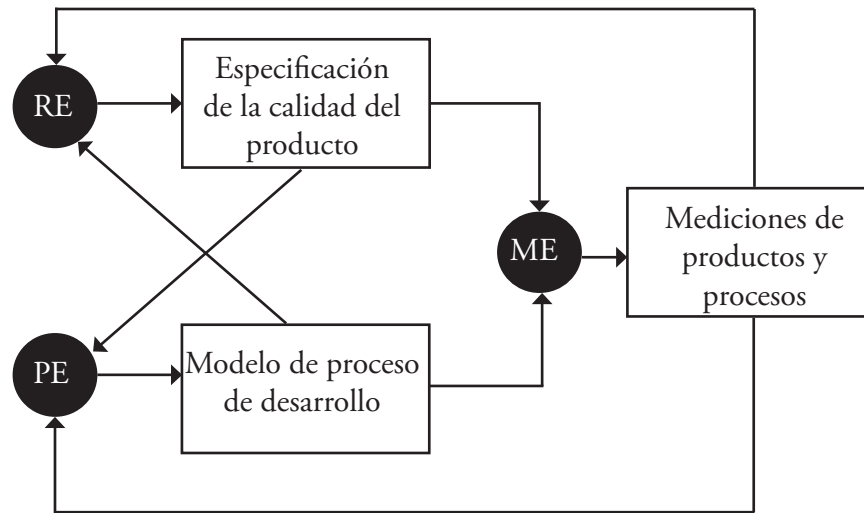 RE
Especificación
de la calidad del
producto
ME
Mediciones de
productos y
procesos
PE
Modelo de proceso
de desarrollo